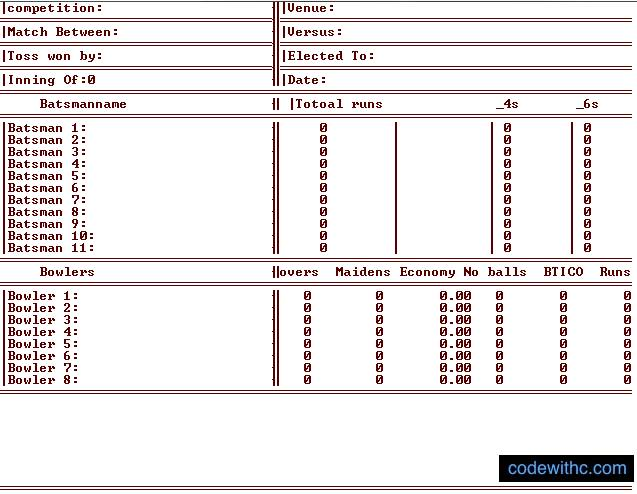 |competition: |Venue:
|Match Between: |Versus:
|Toss won by: |Elected To:
|Inning Of:0 |Date:
Batsmanname |Totoal runs _4s _6s
|Batsman 1: 0 0 0
|Batsman 2: 0 0 0
|Batsman 3: 0 0 0
|Batsman 4: 0 0 0
|Batsman 5: 0 0 0
|Batsman 6: 0 0 0
|Batsman 7: 0 0 0
|Batsman 8: 0 0 0
|Batsman 9: 0 0 0
|Batsman 10: 0 0 0
|Batsman 11: 0 0 0
Bowlers overs Maidens Economy No balls BTICO Runs
|Bowler 1: 0 0 0.00 0 0 0
|Bowler 2: 0 0 0.00 0 0 0
|Bowler 3: 0 0 0.00 0 0 0
|Bowler 4: 0 0 0.00 0 0 0
|Bowler 5: 0 0 0.00 0 0 0
|Bowler 6: 0 0 0.00 0 0 0
|Bowler 7: 0 0 0.00 0 0 0
|Bowler 8: 0 0 0.00 0 0 0
codewithc.com